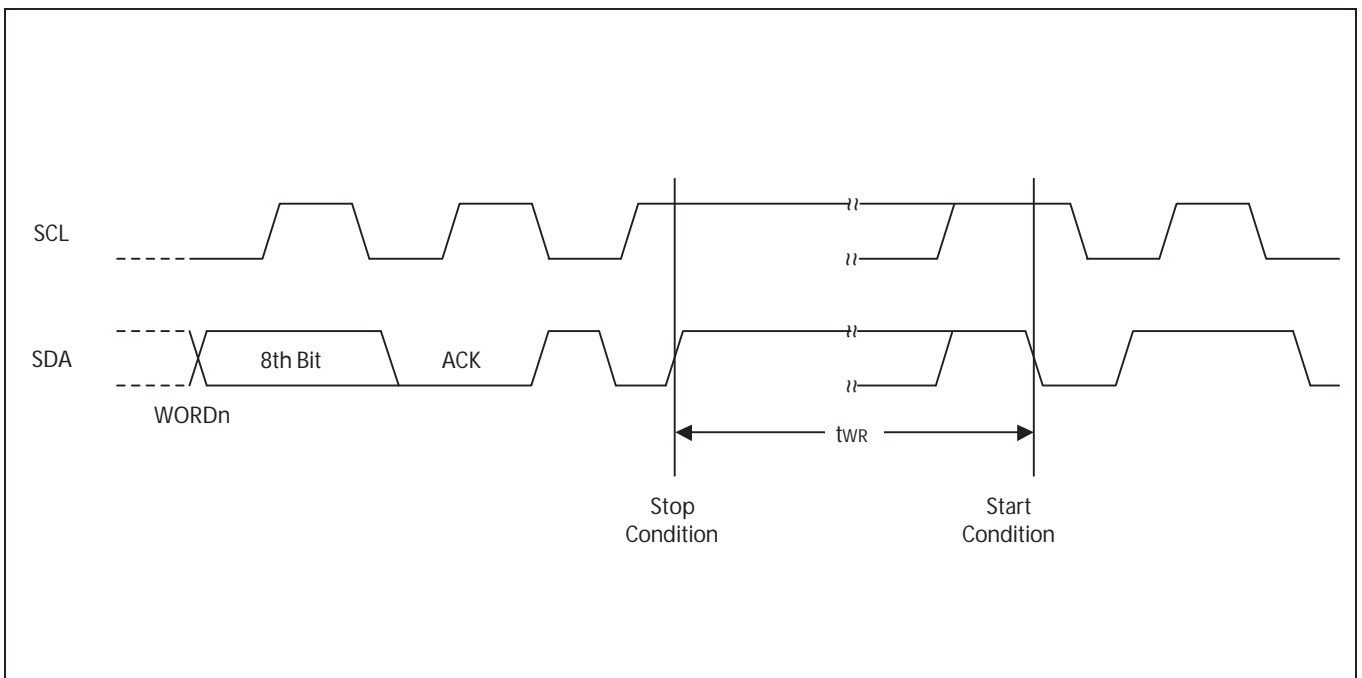 SCL
SDA
8th Bit
ACK
WORDn
tWR
Stop
Condition
Start
Condition